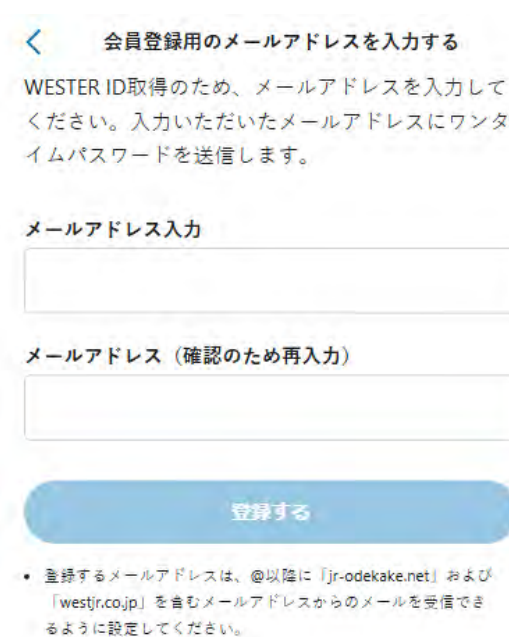 会員登録用のメールアドレスを入力する
WESTER ID取得のため、メールアドレスを入力して
ください。入力いただいたメールアドレスにワンタ
イムパスワードを送信します。
メールアドレス入力
メールアドレス（確認のため再入力）
登録する
• 登録するメールアドレスは、@以降に「jr-odekake.net」および
「westjr.co.jp」を含むメールアドレスからのメールを受信でき
るように設定してください。